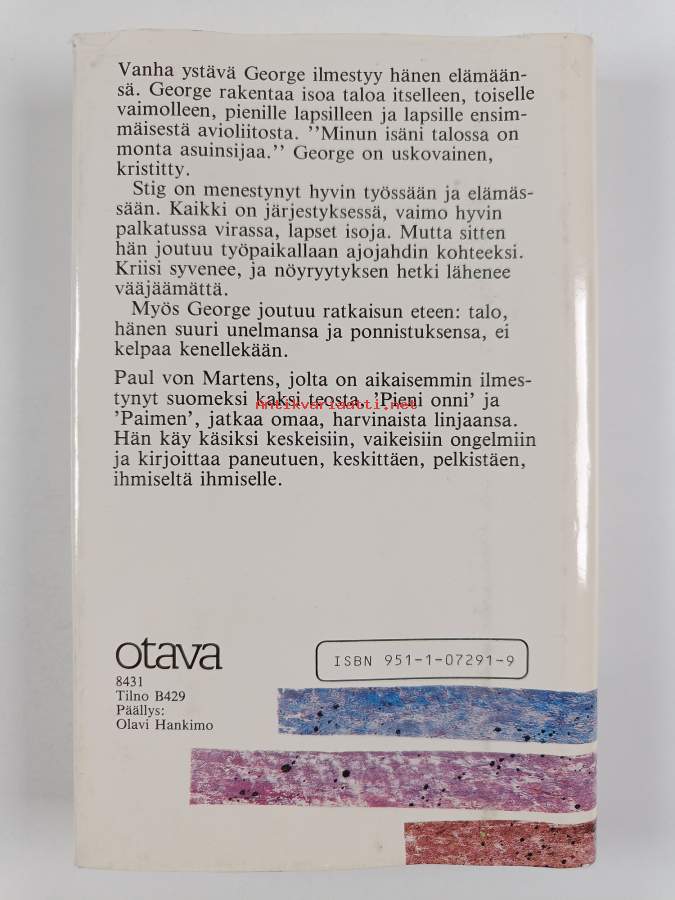 Vanha ystävä George ilmestyy hänen elämään-
sä. George rakentaa isoa taloa itselleen, toiselle
vaimolleen, pienille lapsilleen ja lapsille ensim-
mäisestä avioliitosta. ''Minun isäni talossa on
monta asuinsijaa.'' George on uskovainen,
kristitty.
Stig on menestynyt hyvin työssään ja elämäs-
sään. Kaikki on järjestyksessä, vaimo hyvin
palkatussa virassa, lapset isoja. Mutta sitten
hän joutuu työpaikallaan ajojahdin kohteeksi.
Kriisi syvenee, ja nöyryytyksen hetki lähenee
vääjäämättä.
Myös George joutuu ratkaisun eteen: talo,
hänen suuri unelmansa ja ponnistuksensa, ei
kelpaa kenellekään.
Paul von Martens, jolta on aikaisemmin ilmes-
tynyt suomeksi kaksi teosta, 'Pieni onni' ja
Antikvariaatti.net
'Paimen', jatkaa omaa, harvinaista linjaansa.
Hän käy käsiksi keskeisiin, vaikeisiin ongelmiin
ja kirjoittaa paneutuen, keskittäen, pelkistäen,
ihmiseltä ihmiselle.
otava
ISBN 951-1-07291-9
8431
Tilno B429
Päällys:
Olavi Hankimo